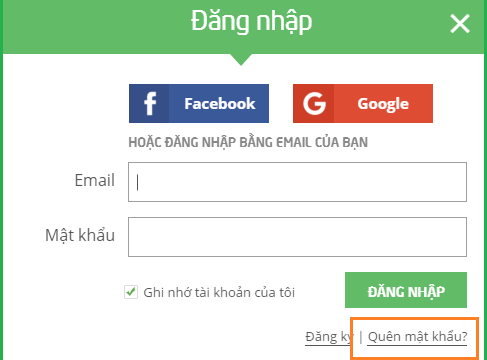 Đăng nhập
Facebook Google
HOẶC ĐĂNG NHẬP BẰNG EMAIL CỦA BẠN
Email
Mật khẩu
Ghi nhớ tài khoản của tôi
ĐĂNG NHẬP
Đăng ký | Quên mật khẩu?